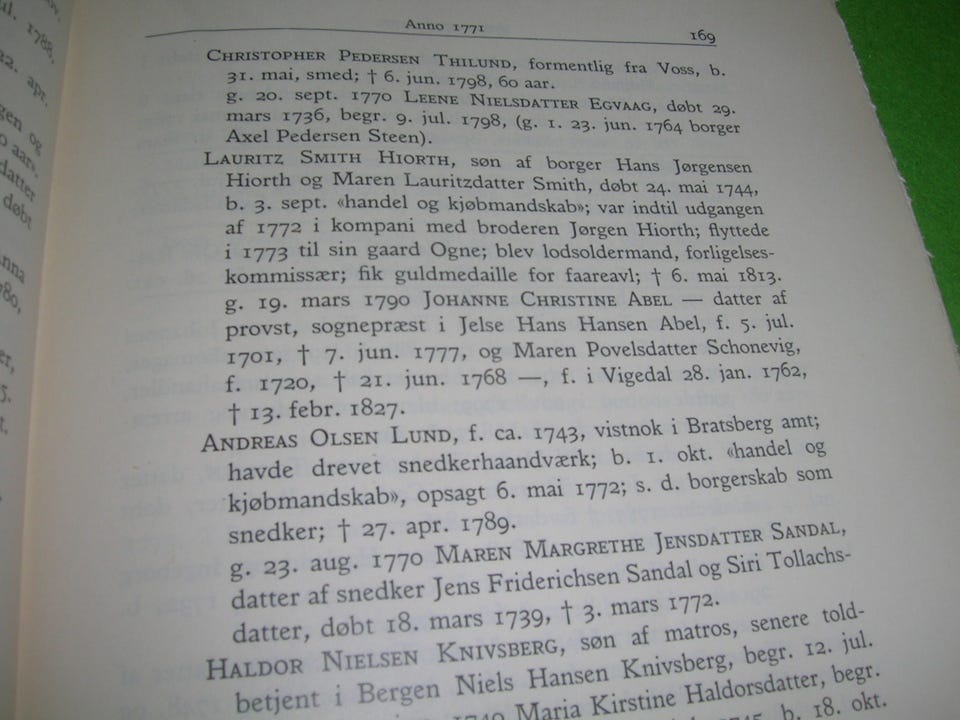 Anno 1771
169
CHRISTOPHER PEDERSEN THILUND, formentlig fra Voss, b.
31. mai, smed; † 6. jun. 1798, 60 aar.
g. 20. sept. 1770 LEENE NIELSDATTER EGVAAG, døbt 29.
mars 1736, begr. 9. jul. 1798, (g. 1. 23. jun. 1764 borger
Axel Pedersen Steen).
LAURITZ SMITH HIORTH, søn af borger Hans Jørgensen
Hiorth og Maren Lauritzdatter Smith, døbt 24. mai 1744,
b. 3. sept. «handel og kjøbmandskab»; var indtil udgangen
af 1772 i kompani med broderen Jørgen Hiorth; flyttede
i 1773 til sin gaard Ogne; blev lodsoldermand, forligelses-
kommissær; fik guldmedaille for faareavl; † 6. mai 1813.
g. 19. mars 1790 JOHANNE CHRISTINE ABEL — datter af
provst, sognepræst i Jelse Hans Hansen Abel, f. 5. jul.
1701, † 7. jun. 1777, og Maren Povelsdatter Schonevig,
f. 1720, † 21. jun. 1768 —, f. i Vigedal 28. jan. 1762,
† 13. febr. 1827.
ANDREAS OLSEN LUND, f. ca. 1743, vistnok i Bratsberg amt;
havde drevet snedkerhaandværk; b. 1. okt. «handel og
kjøbmandskab», opsagt 6. mai 1772; s. d. borgerskab som
snedker; † 27. apr. 1789.
g. 23. aug. 1770 MAREN MARGRETHE JENSDATTER SANDAL,
datter af snedker Jens Friderichsen Sandal og Siri Tollachs-
datter, døbt 18. mars 1739, † 3. mars 1772.
HALDOR NIELSEN KNIVSBERG, søn af matros, senere told-
betjent i Bergen Niels Hansen Knivsberg, begr. 12. jul.
1740 Maria Kirstine Haldorsdatter, begr.
1745, b. 18. okt.